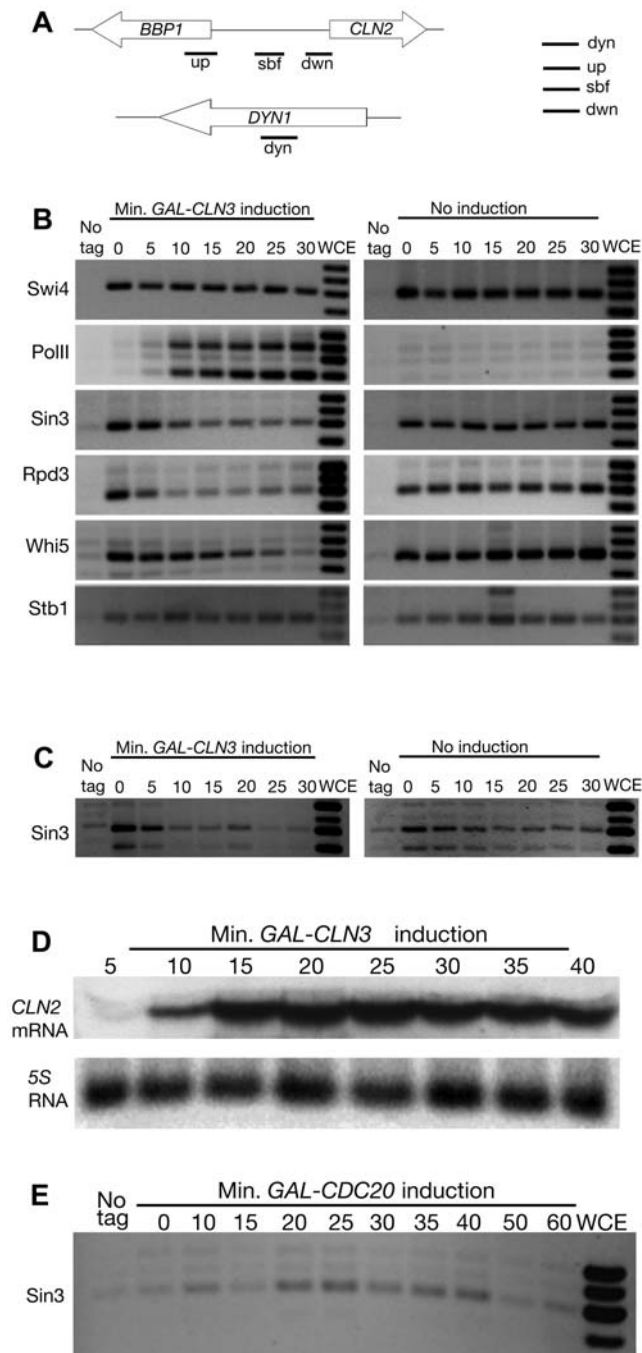 A
BBP1 CLN2
up sbf dwn
DYN1
dyn
dyn
up
sbf
dwn
B
Min. GAL-CLN3 induction No induction
No tag 0 5 10 15 20 25 30 WCE No tag 0 5 10 15 20 25 30 WCE
Swi4
PolII
Sin3
Rpd3
Whi5
Stb1
C
Min. GAL-CLN3 induction No induction
No tag 0 5 10 15 20 25 30 WCE No tag 0 5 10 15 20 25 30 WCE
Sin3
D
Min. GAL-CLN3 induction
5 10 15 20 25 30 35 40
CLN2
mRNA
5S
RNA
E
Min. GAL-CDC20 induction
No tag 0 10 15 20 25 30 35 40 50 60 WCE
Sin3